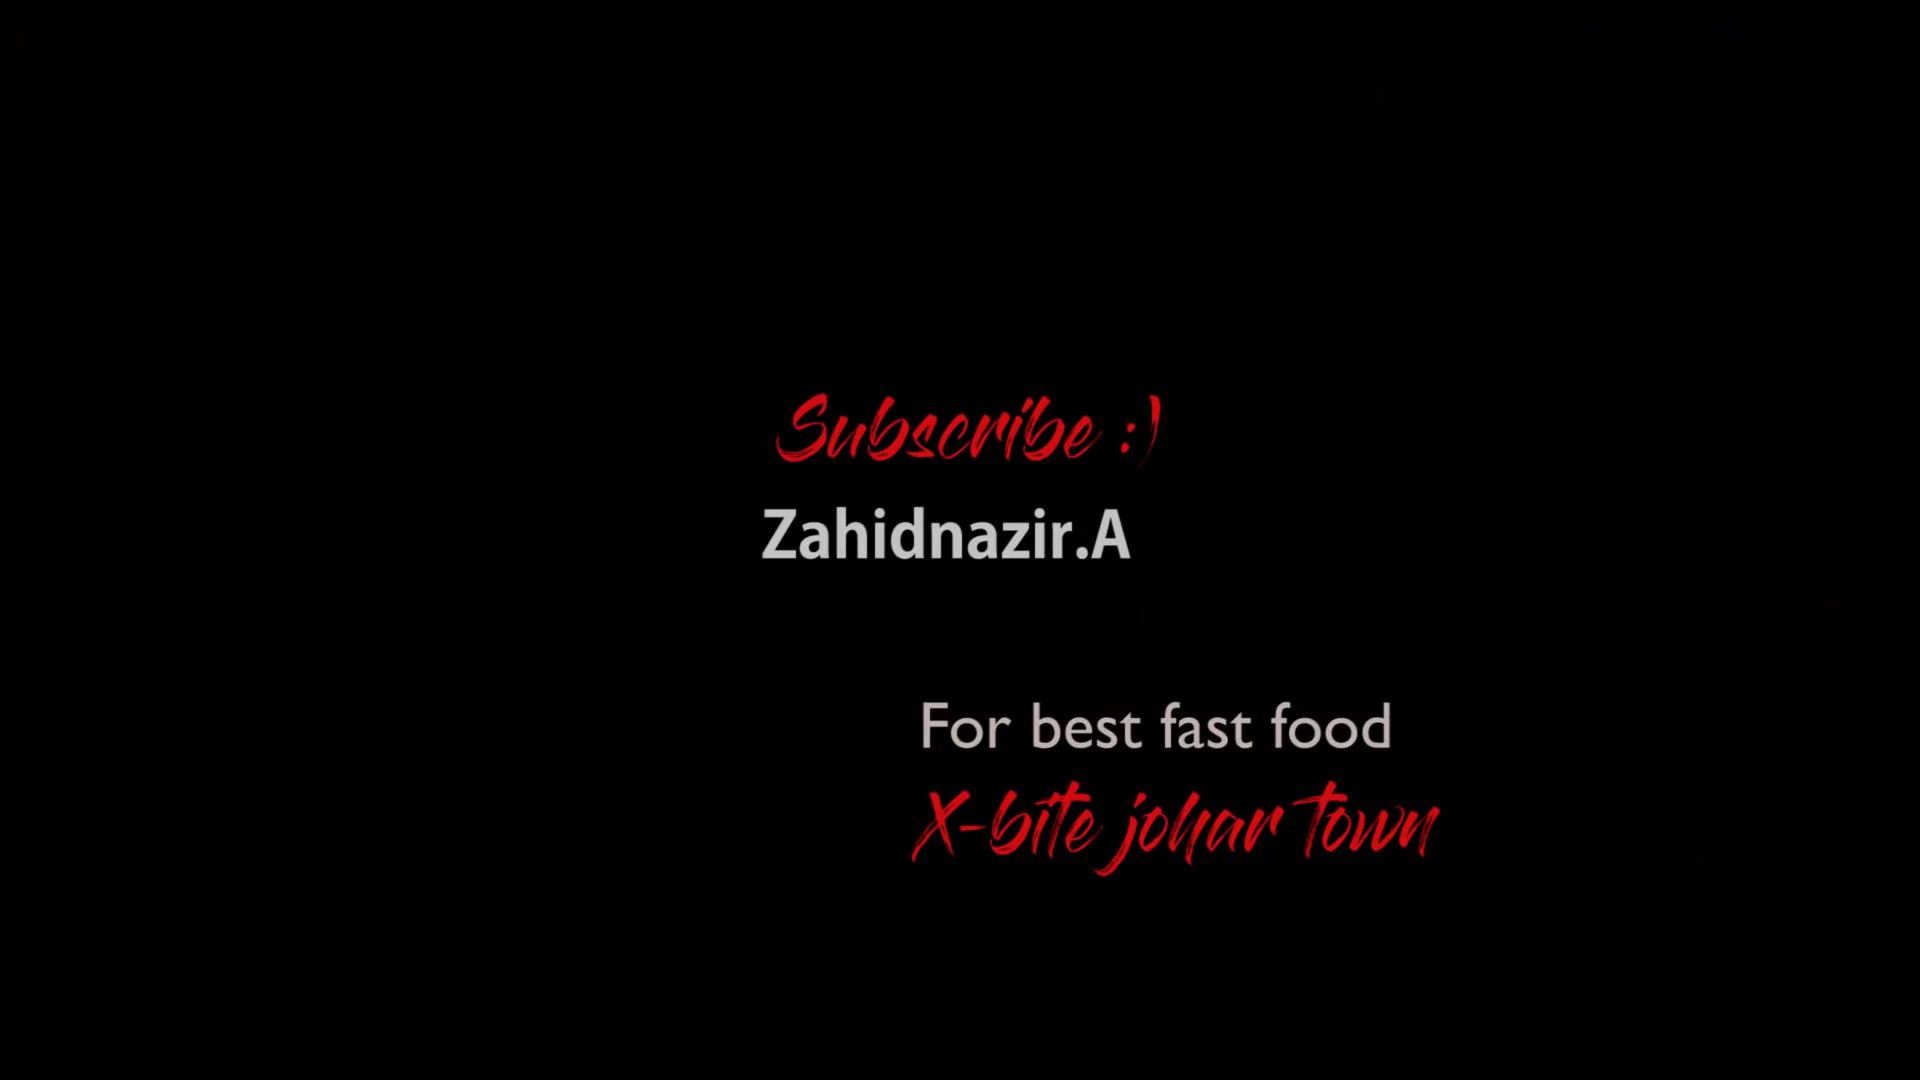 Subscribe :)
Zahidnazir.A
For best fast food
X-bite johar town